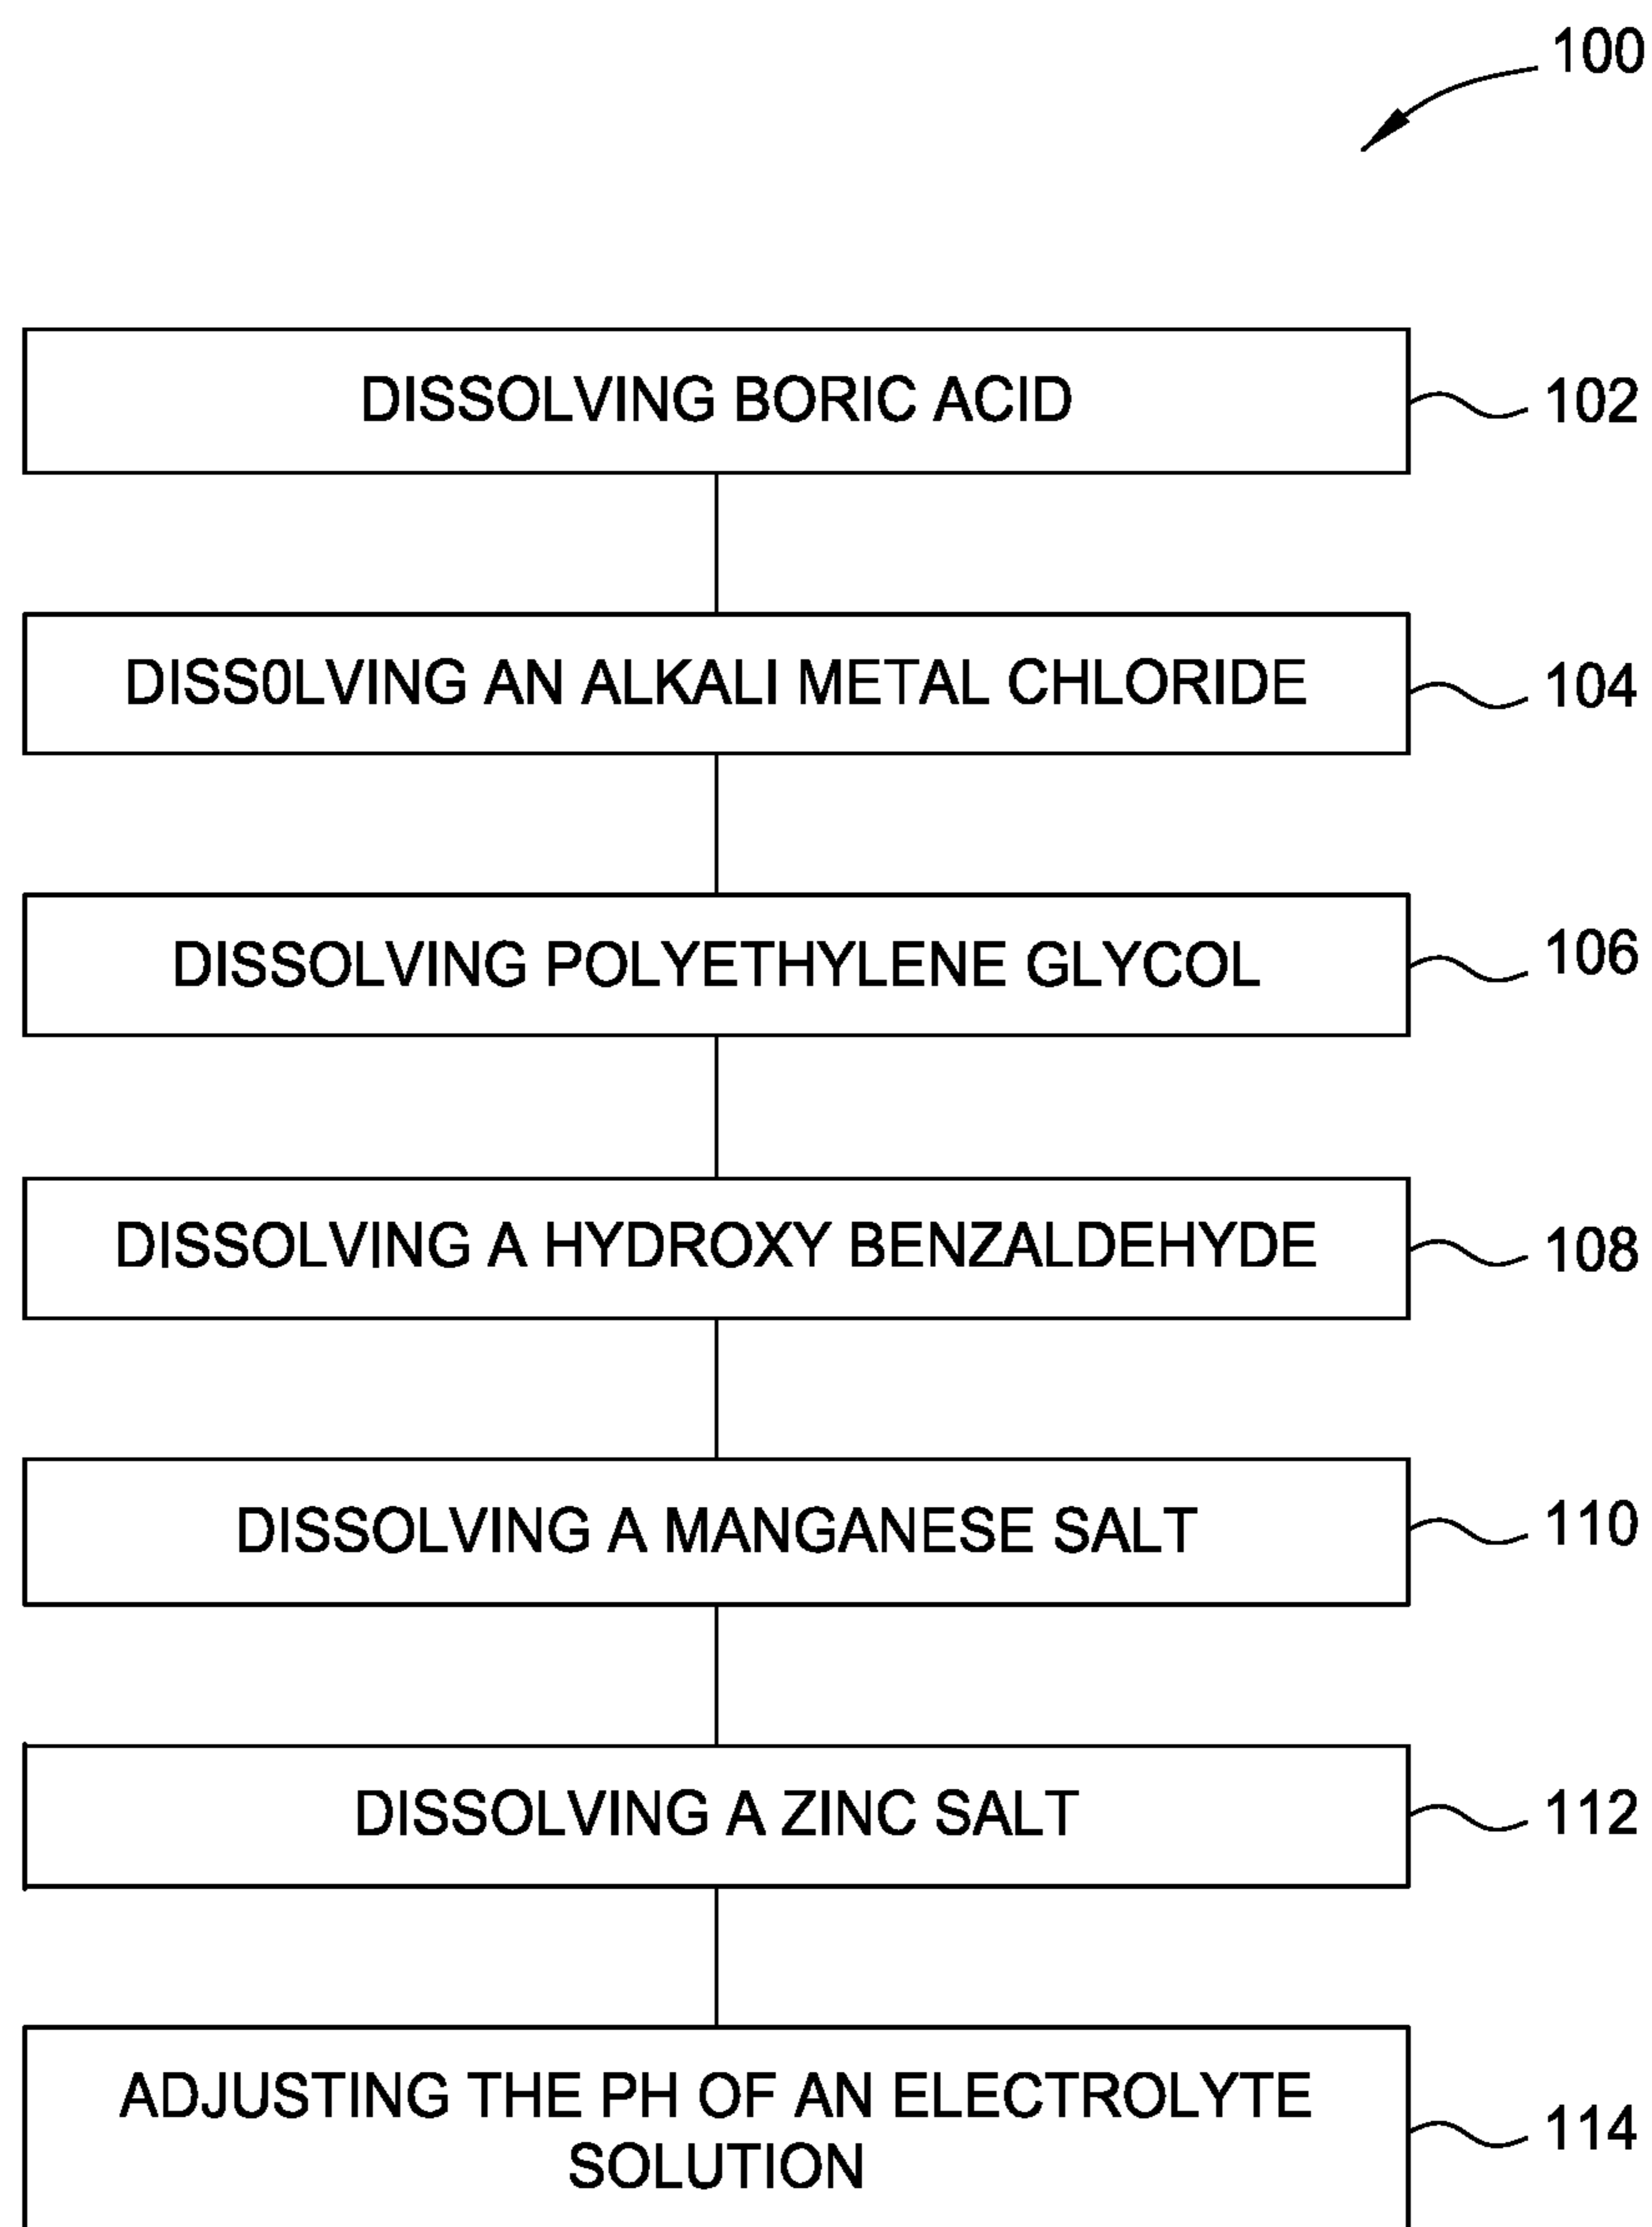 100
DISSOLVING BORIC ACID
102
DISSOLVING AN ALKALI METAL CHLORIDE
104
DISSOLVING POLYETHYLENE GLYCOL
106
DISSOLVING A HYDROXY BENZALDEHYDE
108
DISSOLVING A MANGANESE SALT
110
DISSOLVING A ZINC SALT
112
ADJUSTING THE PH OF AN ELECTROLYTE
SOLUTION
114